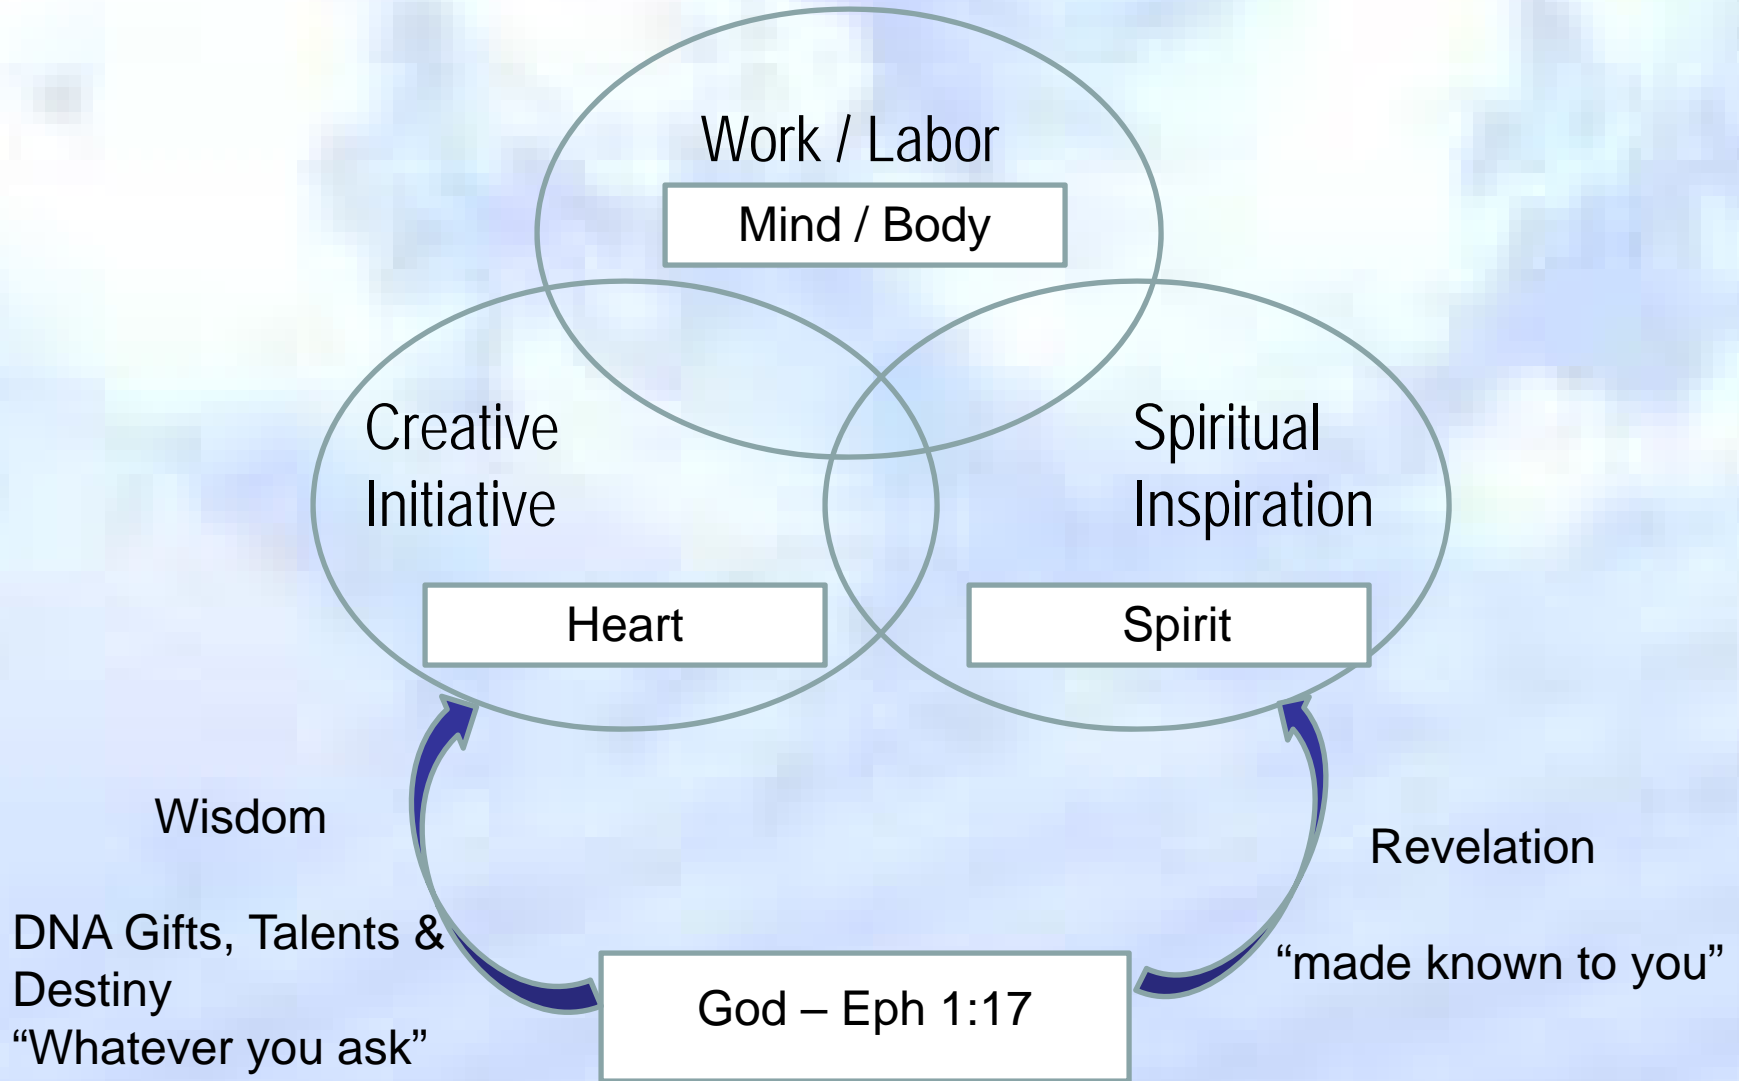 Work / Labor
Mind / Body
Creative
Initiative
Heart
Spiritual
Inspiration
Spirit
Wisdom
DNA Gifts, Talents &
Destiny
“Whatever you ask”
Revelation
“made known to you”
God – Eph 1:17